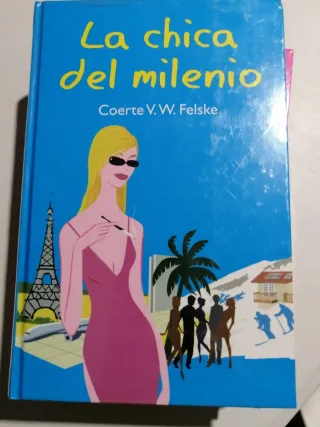 La chica
del milenio
Coerte V. W. Felske